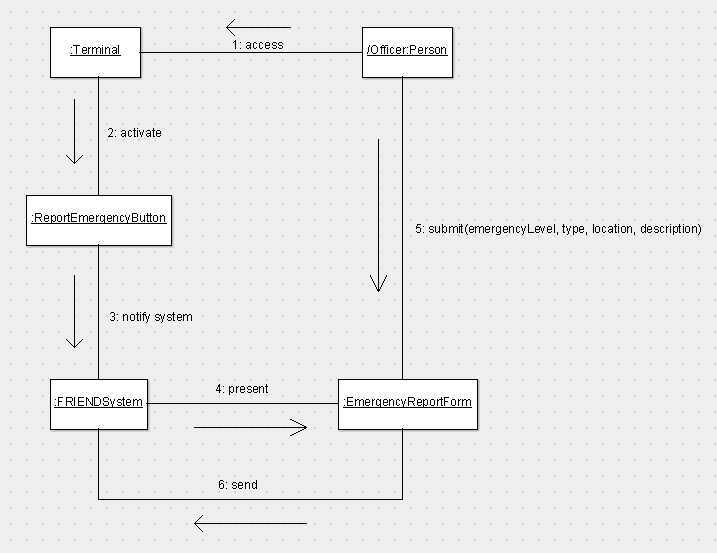 :Terminal
1: access
/Officer:Person
2: activate
:ReportEmergencyButton
5: submit(emergencyLevel, type, location, description)
3: notify system
:FRIENDSystem
4: present
:EmergencyReportForm
6: send